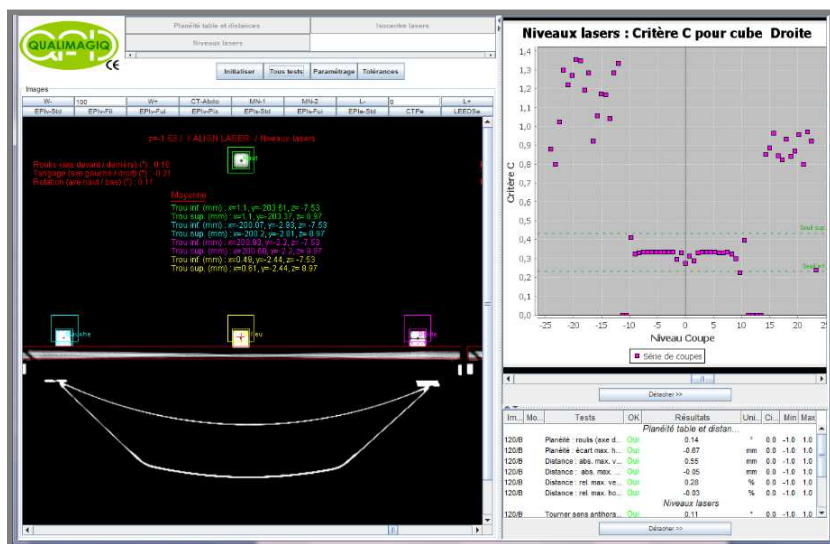 QUALIMAGIQ
CE
Planéité table et distances
Isocentre lasers
Niveaux lasers
Initialiser
Tous tests
Paramétrage
Tolérances
Images
W-
100
W+
CT-Abdo
MN-1
MN-2
L-
0
L+
EPIv-Std
EPIv-Fil
EPIv-Ful
EPIv-Pis
EPIs-Std
EPIs-Ful
EPIe-Std
CTPe
LEEDSe..
z=-1.53 / / ALIGN LASER / Niveaux lasers
Roulis (axe devant / derrière) (°) : 0.10
Tangage (axe gauche / droit) (°) : -0.21
Rotation (axe haut / bas) (°) : 0.11
Moyenne
Trou inf. (mm) : x=1.1, y=-203.61, z= -7.53
Trou sup. (mm) : x=1.1, y=-203.37, z= 8.97
Trou inf. (mm) : x=-200.07, y=-2.83, z= -7.53
Trou sup. (mm) : x=-200.2, y=-2.81, z= 8.97
Trou inf. (mm) : x=200.93, y=-2.2, z= -7.53
Trou sup. (mm) : x=200.68, y=-2.2, z= 8.97
Trou inf. (mm) : x=0.49, y=-2.44, z= -7.53
Trou sup. (mm) : x=0.61, y=-2.44, z= 8.97
Niveaux lasers : Critère C pour cube Droite
Critère C
1,4
1,3
1,2
1,1
1,0
0,9
0,8
0,7
0,6
0,5
0,4
0,3
0,2
0,1
0,0
Seuil sup.
Seuil inf.
-25 -20 -15 -10 -5 0 5 10 15 20
Niveau Coupe
Série de coupes
Détacher >>
Im... Mo... Tests OK Résultats Uni... Ci... Min Max
Planéité table et distan...
120/B Planéité : roulis (axe d... Oui 0.14 ° 0.0 -1.0 1.0
120/B Planéité : écart max. h... Oui -0.67 mm 0.0 -1.0 1.0
120/B Distance : abs. max. v... Oui 0.55 mm 0.0 -1.0 1.0
120/B Distance : abs. max. ... Oui -0.05 mm 0.0 -1.0 1.0
120/B Distance : rel. max. ve... Oui 0.28 % 0.0 -1.0 1.0
120/B Distance : rel. max. ho... Oui -0.03 % 0.0 -1.0 1.0
Niveaux lasers
120/B Tourner sens antihora... Oui 0.11 ° 0.0 -1.0 1.0
Détacher >>